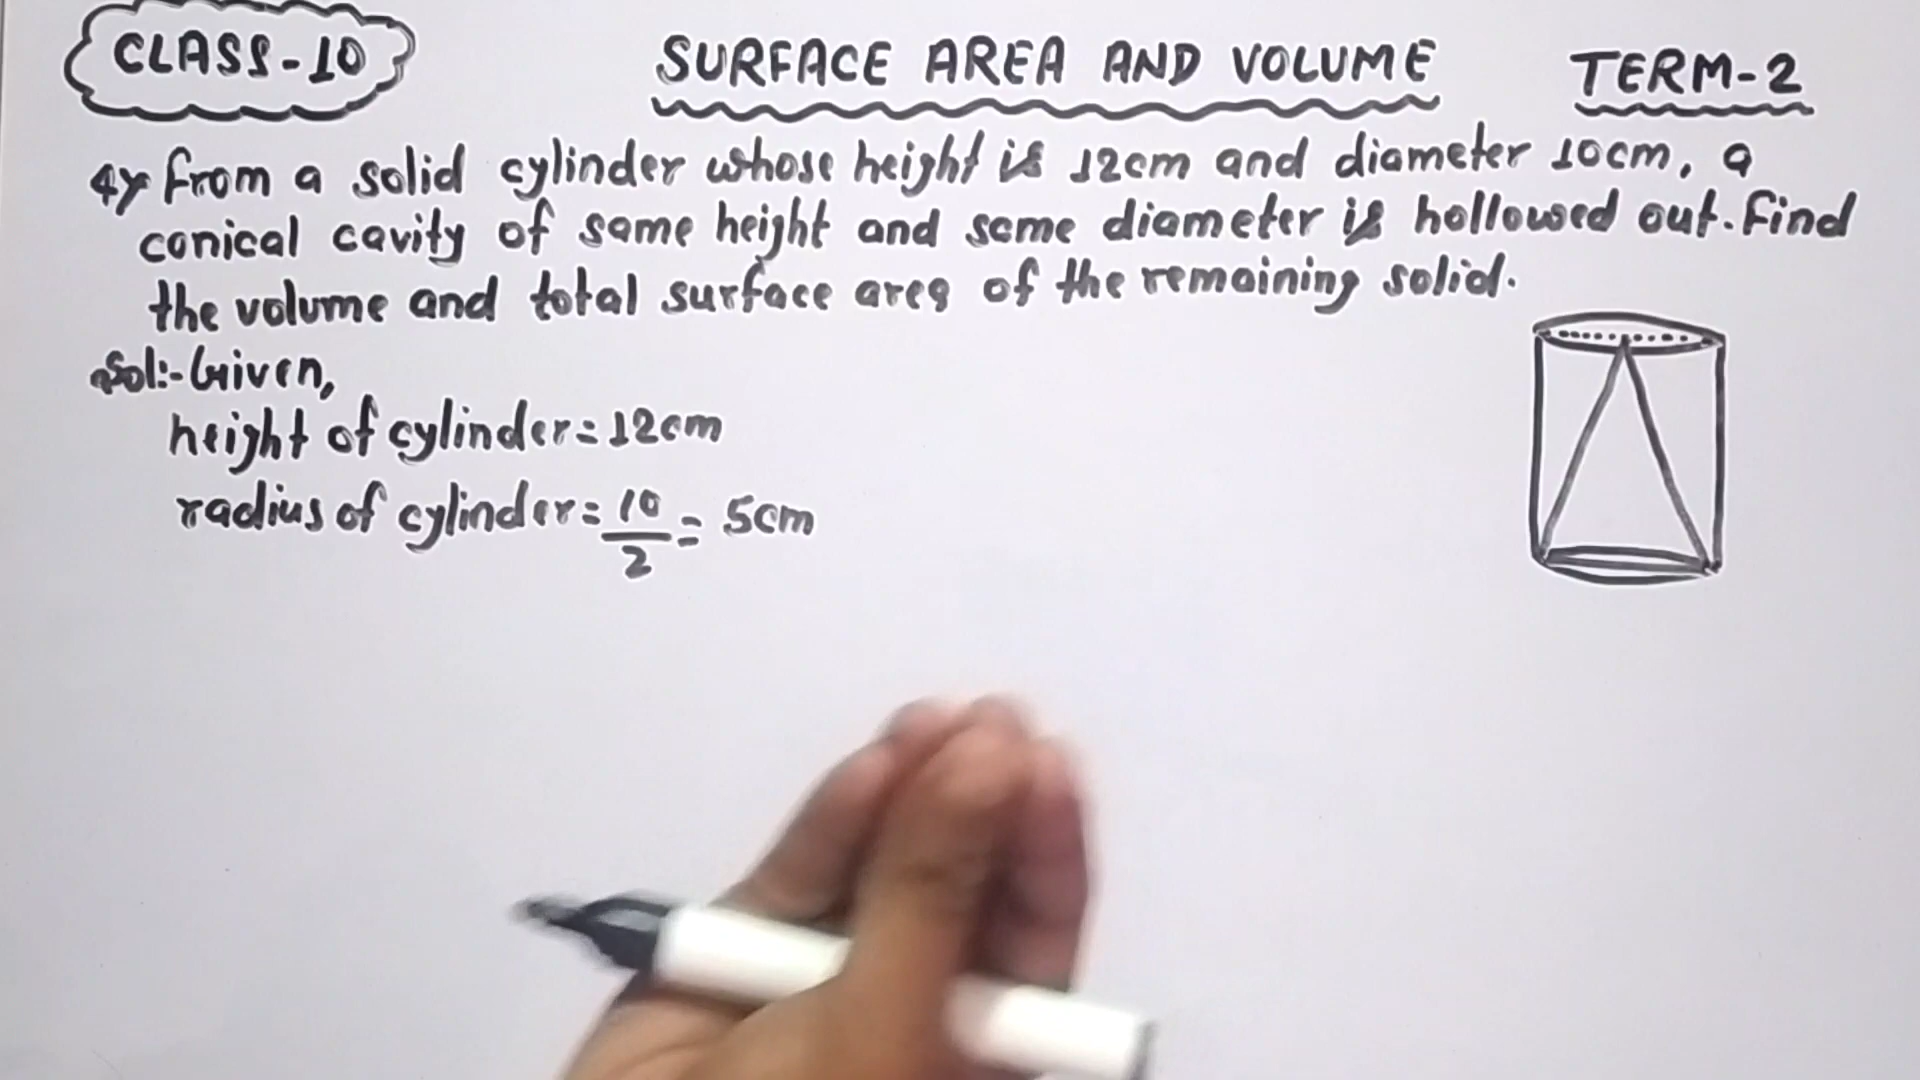 CLASS-10
SURFACE AREA AND VOLUME
TERM-2
4y from a solid cylinder whose height is 12cm and diameter 10cm, a
conical cavity of same height and same diameter is hollowed out. Find
the volume and total surface area of the remaining solid.
Sol:- Given,
height of cylinder = 12cm
radius of cylinder = 10/2 = 5cm